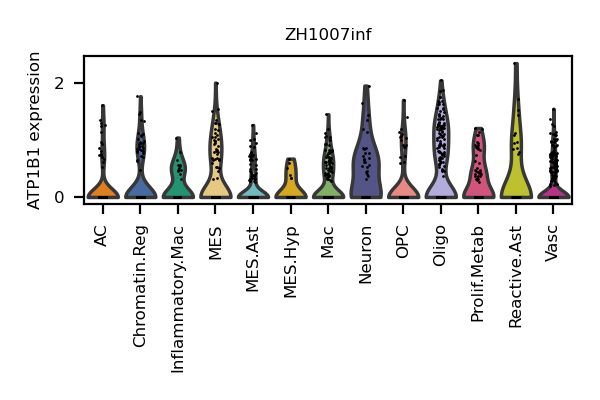 ZH1007inf
ATP1B1 expression
2
0
AC
Chromatin.Reg
Inflammatory.Mac
MES
MES.Ast
MES.Hyp
Mac
Neuron
OPC
Oligo
Prolif.Metab
Reactive.Ast
Vasc